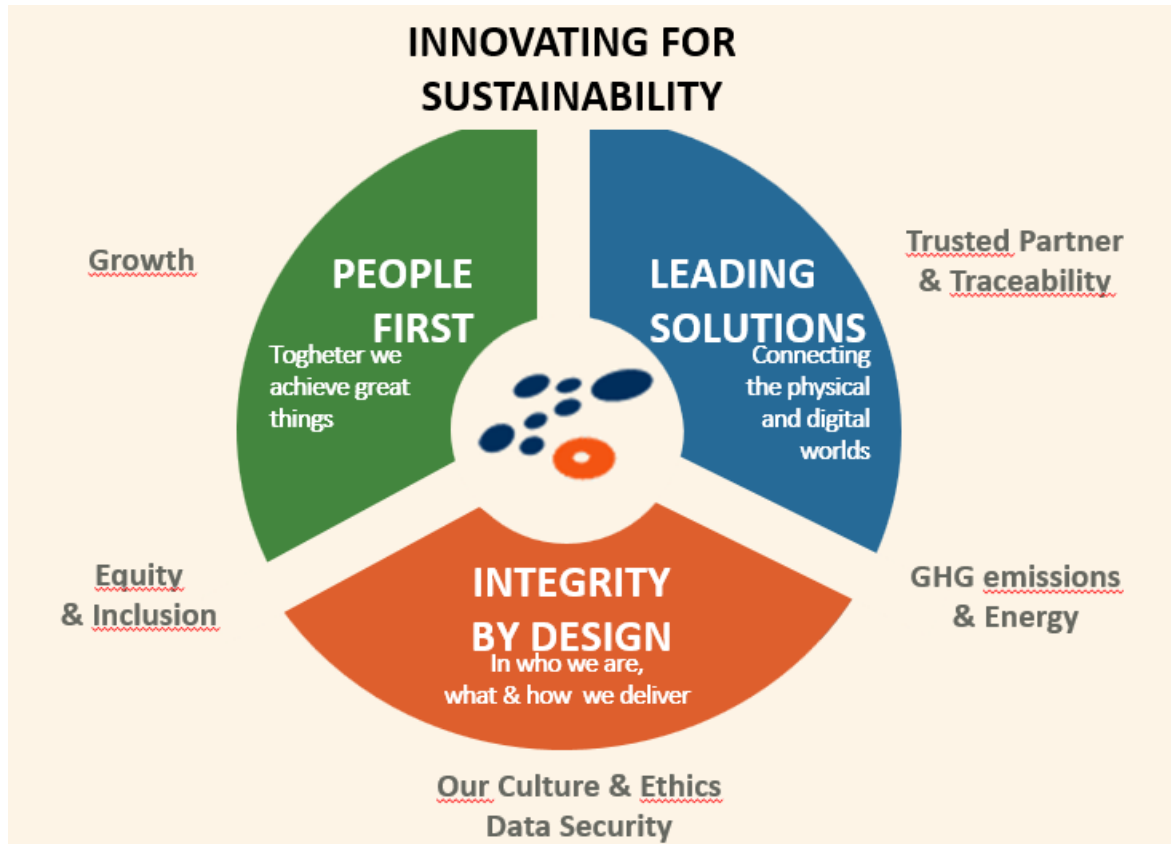 INNOVATING FOR
SUSTAINABILITY
Growth
PEOPLE
FIRST
Togheter we
achieve great
things
LEADING
SOLUTIONS
Connecting
the physical
and digital
worlds
Trusted Partner
& Traceability
Equity
& Inclusion
INTEGRITY
BY DESIGN
In who we are,
what & how we deliver
GHG emissions
& Energy
Our Culture & Ethics
Data Security